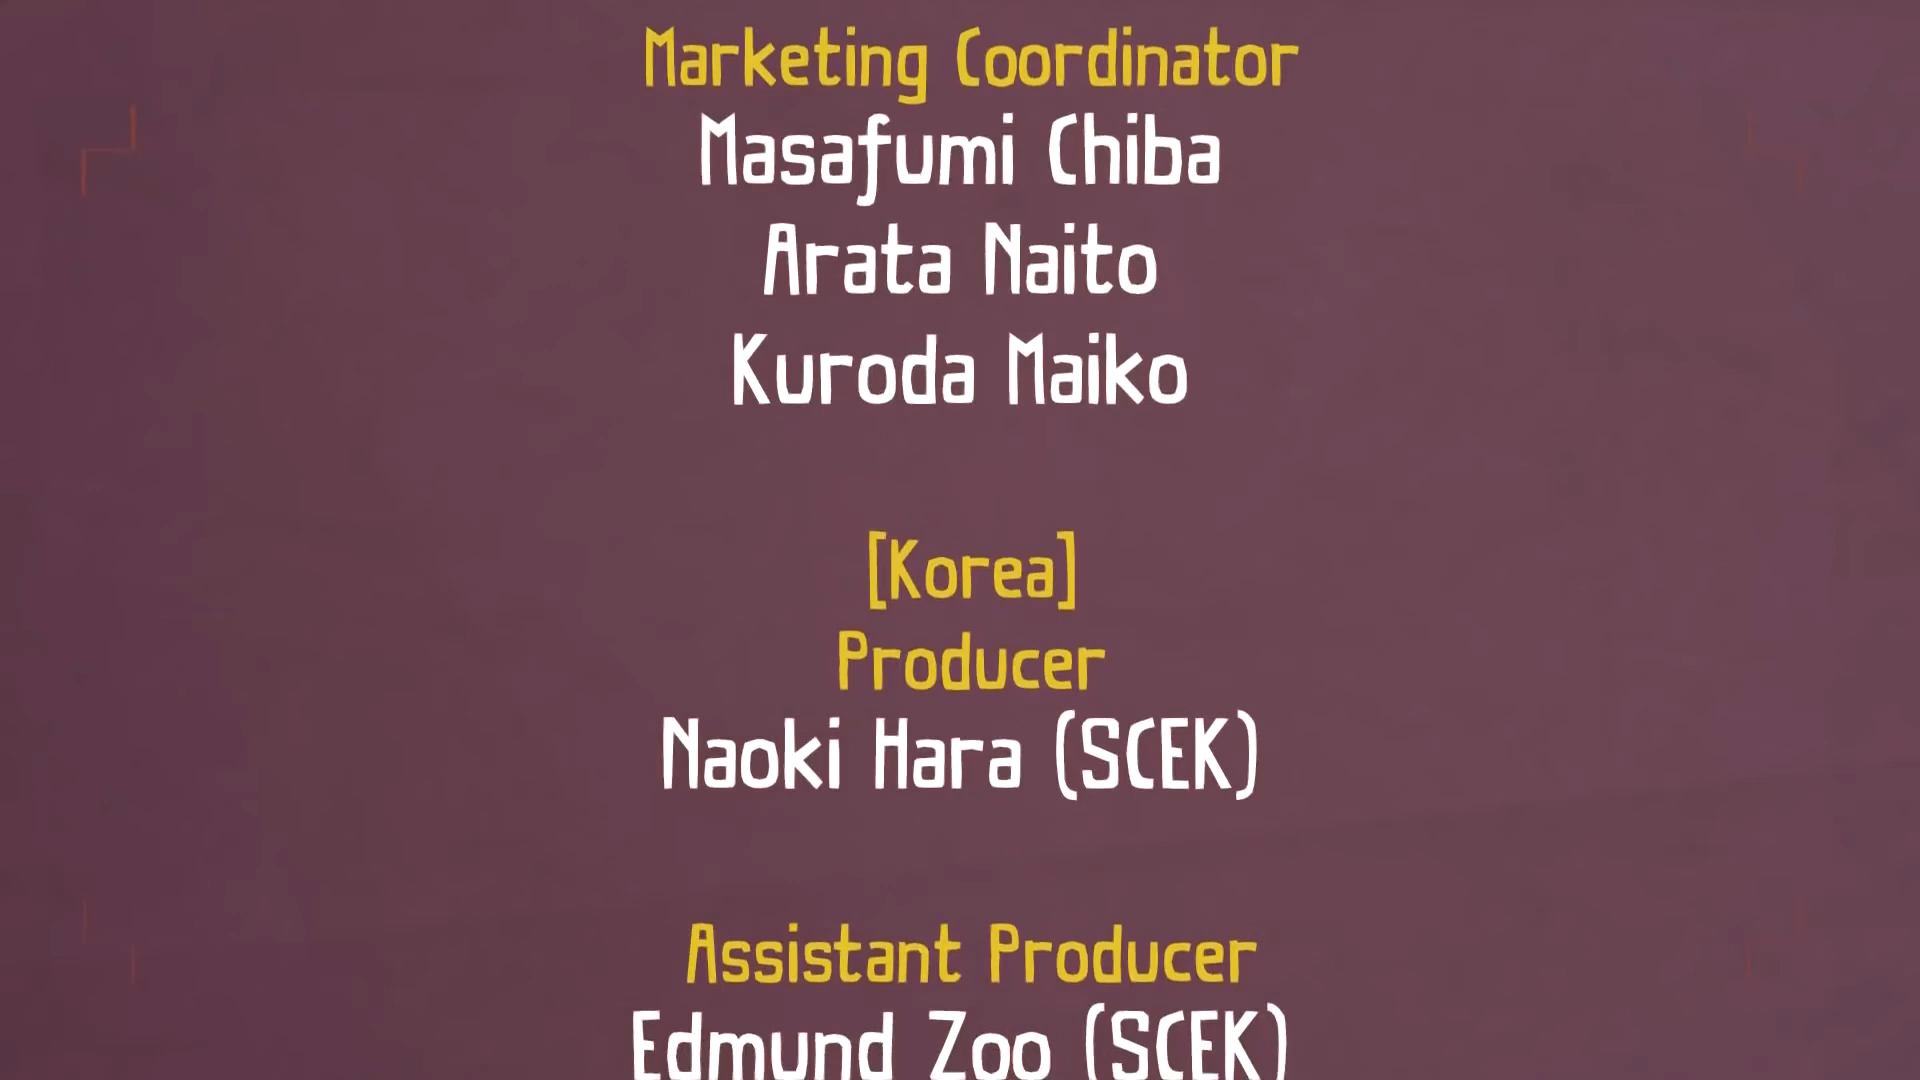 Marketing Coordinator
Masafumi Chiba
Arata Naito
Kuroda Maiko
[Korea]
Producer
Naoki Hara (SCEK)
Assistant Producer
Edmund Zoo (SCEK)